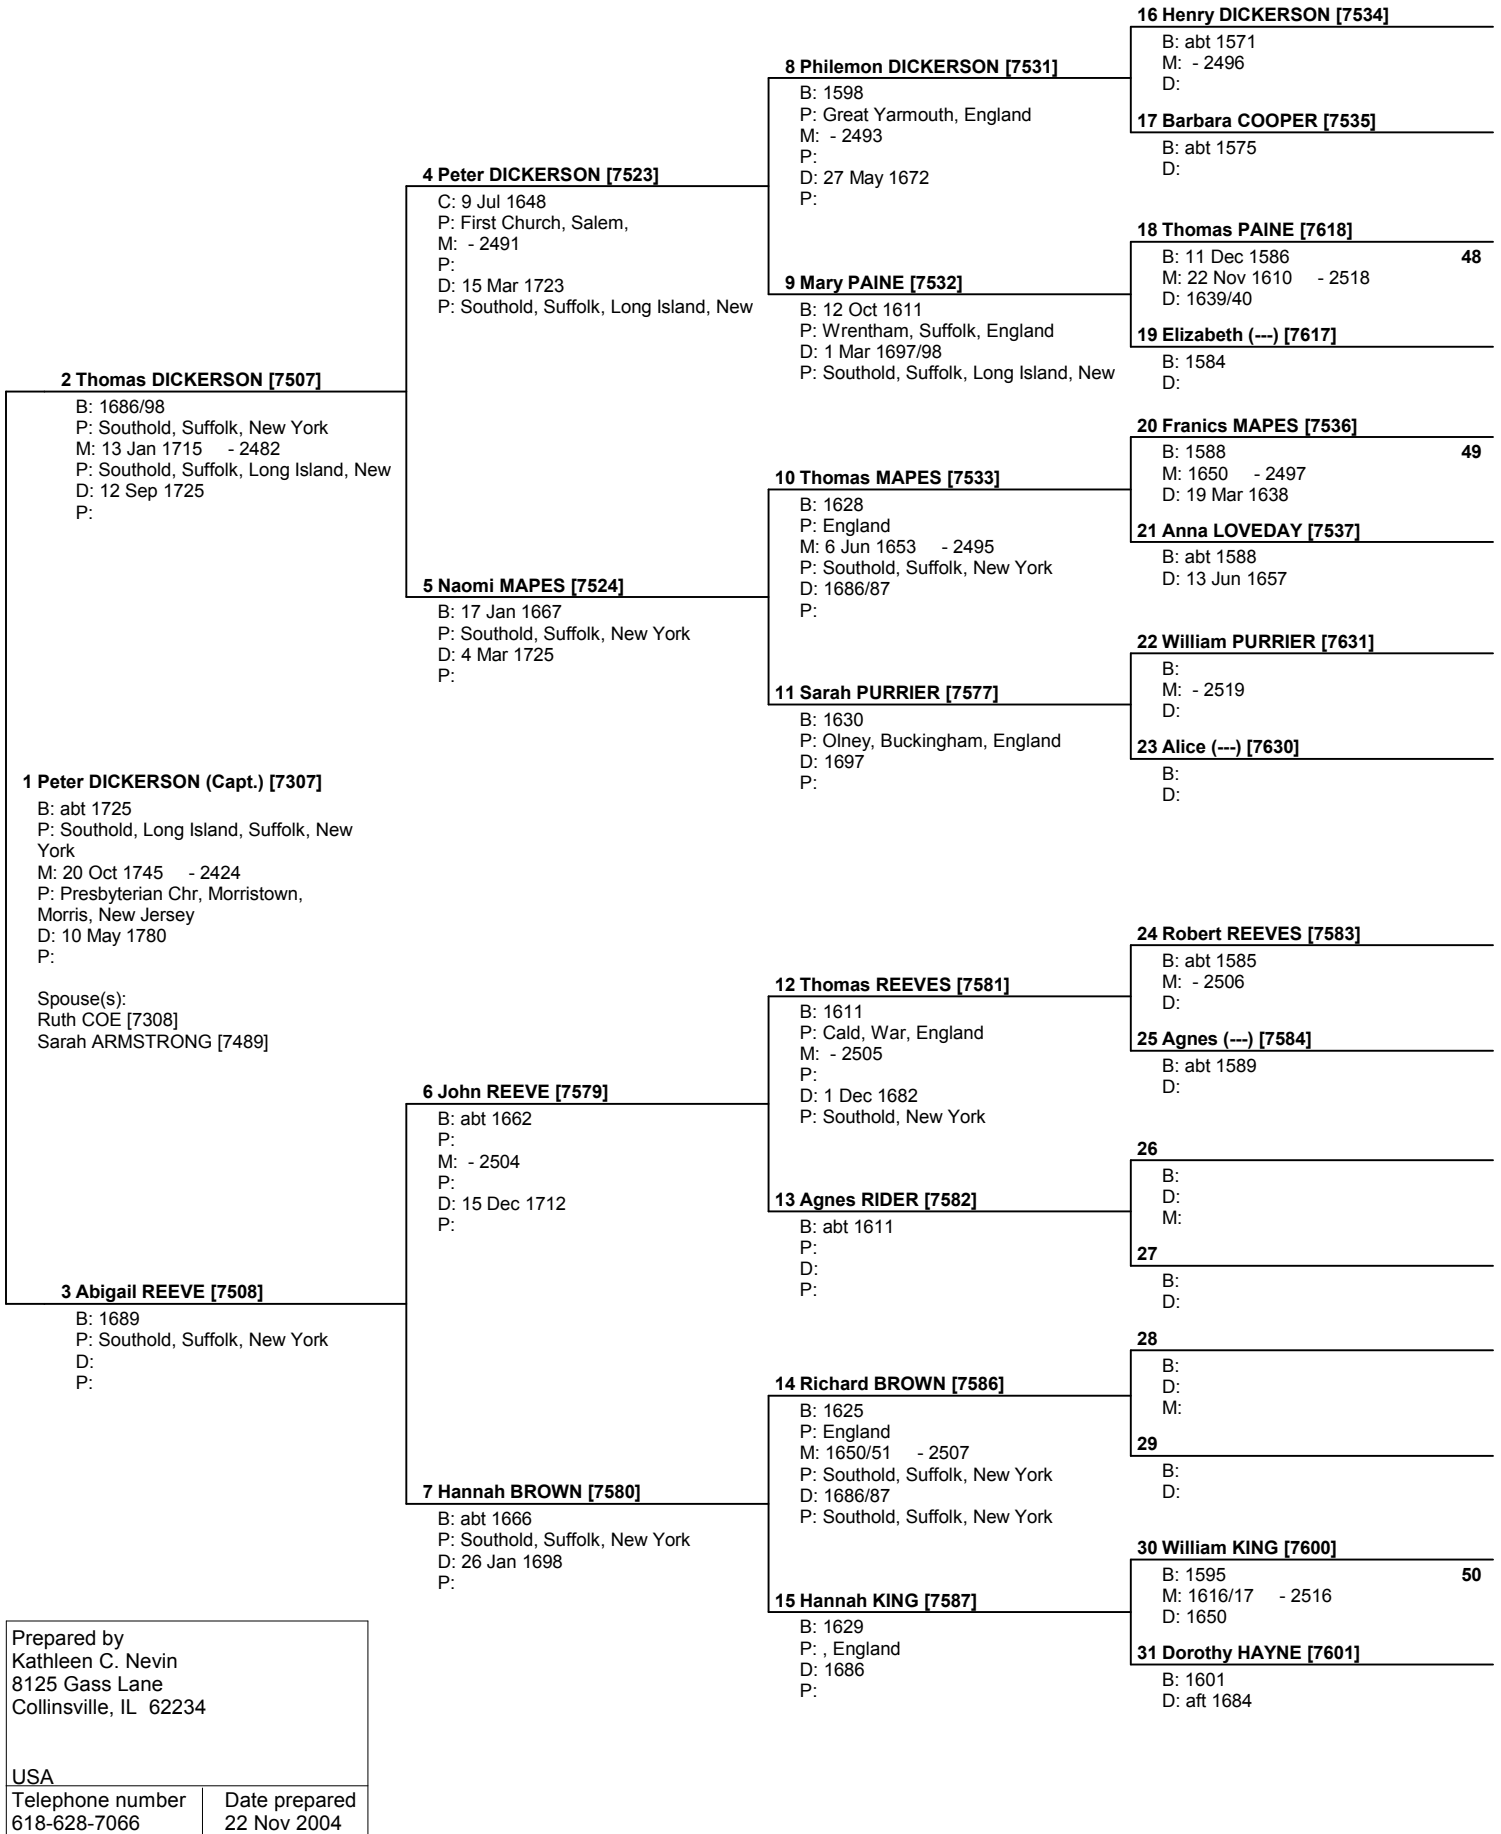 1 Peter DICKERSON (Capt.) [7307]
B: abt 1725
P: Southold, Long Island, Suffolk, New
York
M: 20 Oct 1745 - 2424
P: Presbyterian Chr, Morristown,
Morris, New Jersey
D: 10 May 1780
P:
Spouse(s):
Ruth COE [7308]
Sarah ARMSTRONG [7489]
2 Thomas DICKERSON [7507]
B: 1686/98
P: Southold, Suffolk, New York
M: 13 Jan 1715 - 2482
P: Southold, Suffolk, Long Island, New
D: 12 Sep 1725
P:
3 Abigail REEVE [7508]
B: 1689
P: Southold, Suffolk, New York
D:
P:
4 Peter DICKERSON [7523]
C: 9 Jul 1648
P: First Church, Salem,
M: - 2491
P:
D: 15 Mar 1723
P: Southold, Suffolk, Long Island, New
5 Naomi MAPES [7524]
B: 17 Jan 1667
P: Southold, Suffolk, New York
D: 4 Mar 1725
P:
6 John REEVE [7579]
B: abt 1662
P:
M: - 2504
P:
D: 15 Dec 1712
P:
7 Hannah BROWN [7580]
B: abt 1666
P: Southold, Suffolk, New York
D: 26 Jan 1698
P:
8 Philemon DICKERSON [7531]
B: 1598
P: Great Yarmouth, England
M: - 2493
P:
D: 27 May 1672
P:
9 Mary PAINE [7532]
B: 12 Oct 1611
P: Wrentham, Suffolk, England
D: 1 Mar 1697/98
P: Southold, Suffolk, Long Island, New
10 Thomas MAPES [7533]
B: 1628
P: England
M: 6 Jun 1653 - 2495
P: Southold, Suffolk, New York
D: 1686/87
P:
11 Sarah PURRIER [7577]
B: 1630
P: Olney, Buckingham, England
D: 1697
P:
12 Thomas REEVES [7581]
B: 1611
P: Cald, War, England
M: - 2505
P:
D: 1 Dec 1682
P: Southold, New York
13 Agnes RIDER [7582]
B: abt 1611
P:
D:
P:
14 Richard BROWN [7586]
B: 1625
P: England
M: 1650/51 - 2507
P: Southold, Suffolk, New York
D: 1686/87
P: Southold, Suffolk, New York
15 Hannah KING [7587]
B: 1629
P: , England
D: 1686
P:
16 Henry DICKERSON [7534]
B: abt 1571
M: - 2496
D:
17 Barbara COOPER [7535]
B: abt 1575
D:
18 Thomas PAINE [7618]
B: 11 Dec 1586 48
M: 22 Nov 1610 - 2518
D: 1639/40
19 Elizabeth (---) [7617]
B: 1584
D:
20 Franics MAPES [7536]
B: 1588 49
M: 1650 - 2497
D: 19 Mar 1638
21 Anna LOVEDAY [7537]
B: abt 1588
D: 13 Jun 1657
22 William PURRIER [7631]
B:
M: - 2519
D:
23 Alice (---) [7630]
B:
D:
24 Robert REEVES [7583]
B: abt 1585
M: - 2506
D:
25 Agnes (---) [7584]
B: abt 1589
D:
26
B:
D:
M:
27
B:
D:
28
B:
D:
M:
29
B:
D:
30 William KING [7600]
B: 1595 50
M: 1616/17 - 2516
D: 1650
31 Dorothy HAYNE [7601]
B: 1601
D: aft 1684
Prepared by
Kathleen C. Nevin
8125 Gass Lane
Collinsville, IL 62234
USA
Telephone number
618-628-7066
Date prepared
22 Nov 2004